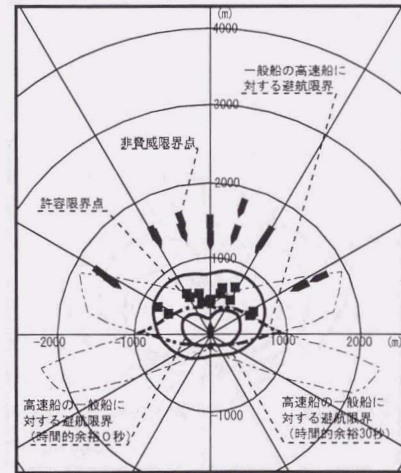 (m)
4000
一般船の高速船に
対する避航限界
3000
非脅威限界点
2000
許容限界点
1000
(m)
-2000
-1000
0
1000
2000
高速船の一般船に
対する避航限界
(時間的余裕0秒)
-1000
高速船の一般船に
対する避航限界
(時間的余裕30秒)